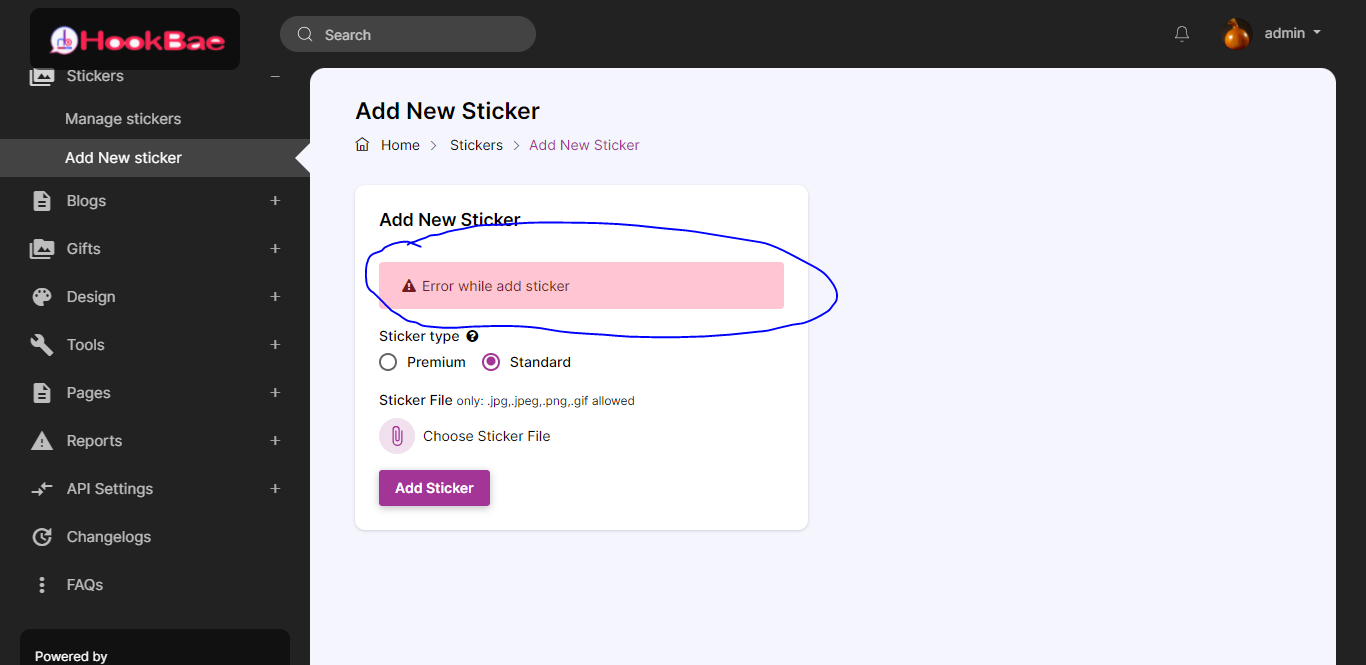 HookBae
Search
admin
Stickers
Manage stickers
Add New sticker
Blogs
Gifts
Design
Tools
Pages
Reports
API Settings
Changelogs
FAQs
Powered by
Add New Sticker
Home > Stickers > Add New Sticker
Add New Sticker
Error while add sticker
Sticker type
Premium Standard
Sticker File only: .jpg,.jpeg,.png,.gif allowed
Choose Sticker File
Add Sticker